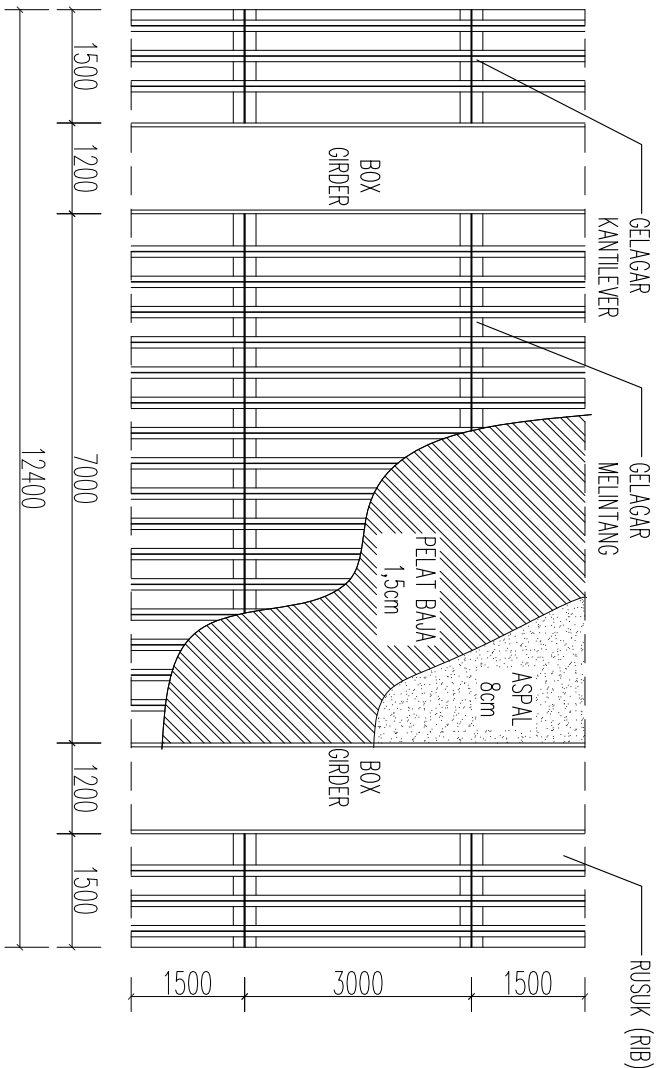 GELAGAR
KANTILEVER
GELAGAR
MELINTANG
RUSUK (RIB)
BOX
GIRDER
PELAT BAJA
1,5cm
ASPAL
8cm
BOX
GIRDER
1500
3000
1500
1500
1200
7000
1200
1500
12400